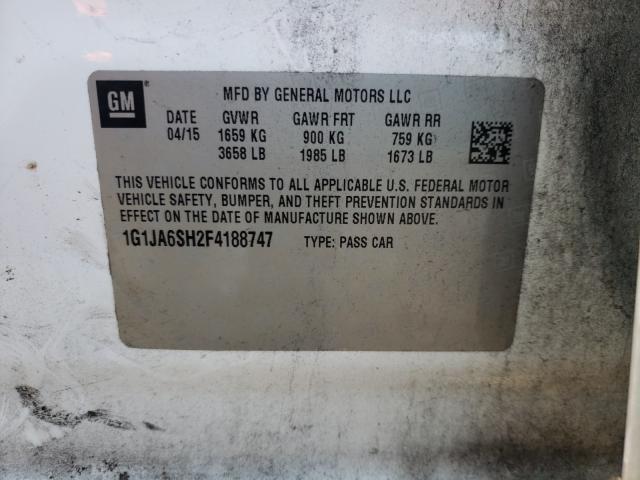 GM ® MFD BY GENERAL MOTORS LLC
DATE GVWR GAWR FRT GAWR RR
04/15 1659 KG 900 KG 759 KG
3658 LB 1985 LB 1673 LB
THIS VEHICLE CONFORMS TO ALL APPLICABLE U.S. FEDERAL MOTOR
VEHICLE SAFETY, BUMPER, AND THEFT PREVENTION STANDARDS IN
EFFECT ON THE DATE OF MANUFACTURE SHOWN ABOVE.
1G1JA6SH2F4188747 TYPE: PASS CAR